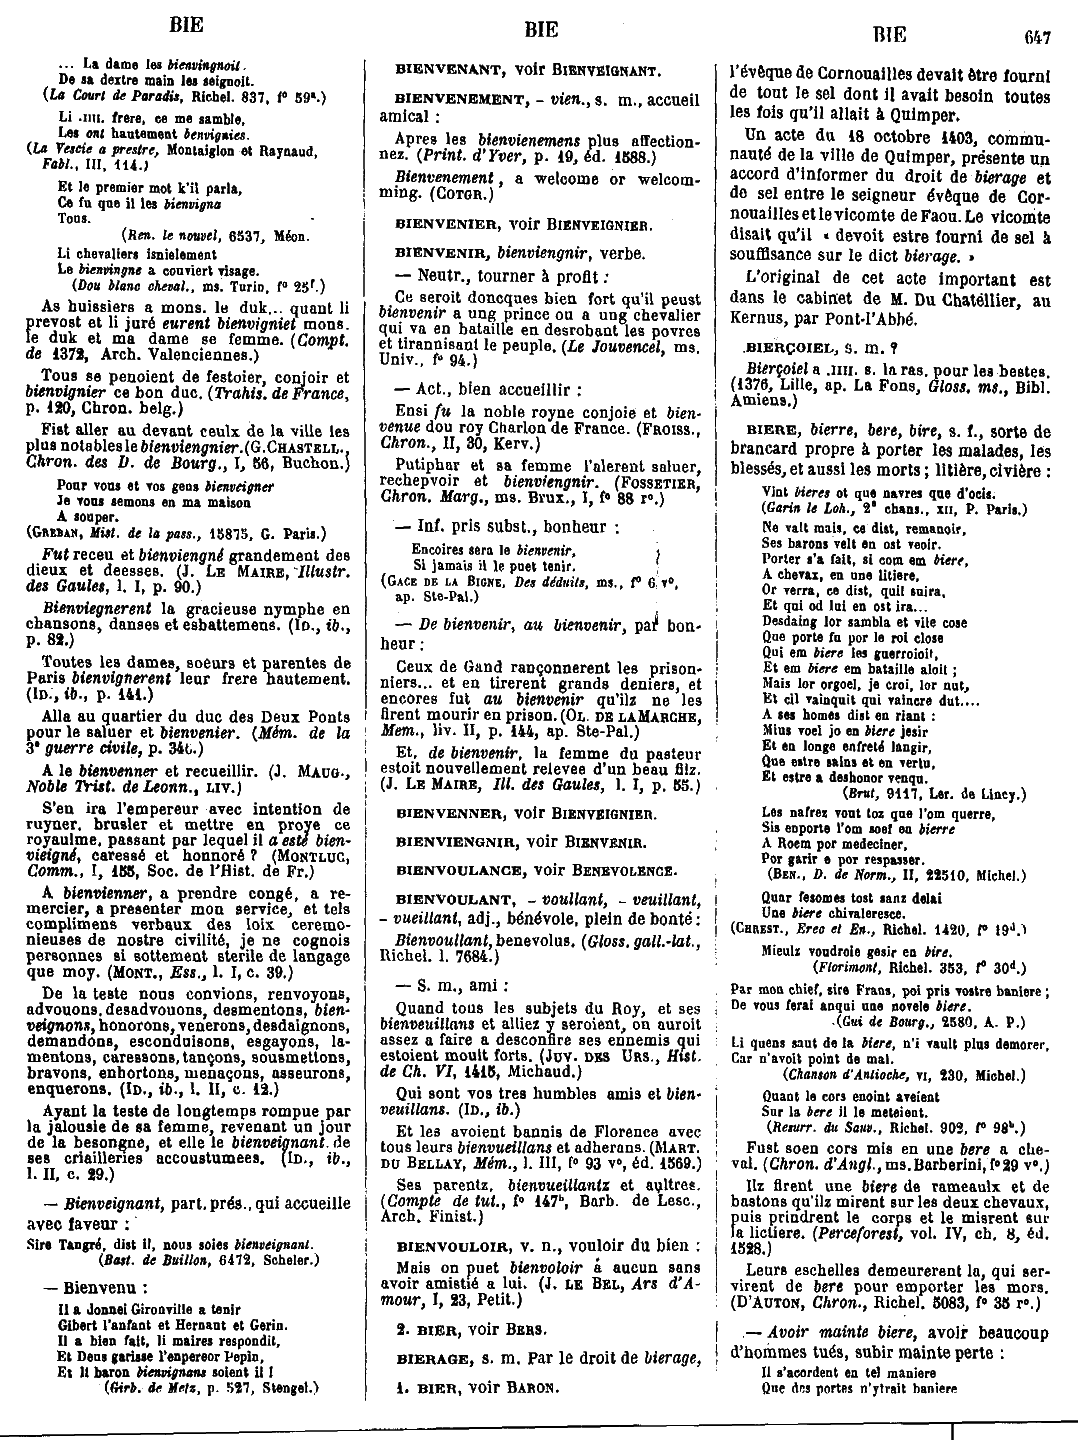 BIE
BIE
BIE
647
... La dame les bienvingnoit.
De sa dextre main les seignoit.
(La Court de Paradis, Richel. 837, f° 59ª.)
Li .IIII. frere, ce me samble,
Les ont hautement benvignies.
(La Vescie a prestre, Montaiglon et Raynaud,
Fabl., III, 114.)
Et le premier mot k'il parla,
Ce fu que il les bienvigna
Tous.
(Ren. le nouvel, 6537, Méon.
Li chevaliers isnielement
Le bienvingne a couviert visage.
(Dou blanc cheval., ms. Turin, f° 25ʳ.)
As huissiers a mons. le duk... quant li
prevost et li juré eurent bienvigniet mons.
le duk et ma dame se femme. (Compt.
de 1372, Arch. Valenciennes.)
Tous se penoient de festoier, conjoir et
bienvignier ce bon duc. (Trahis. de France,
p. 120, Chron. belg.)
Fist aller au devant ceulx de la ville les
plus notables le bienviengnier. (G. CHASTELL.,
Chron. des D. de Bourg., I, 56, Buchon.)
Pour vous et vos gens bienveigner
Je vous semons en ma maison
A souper.
(GREBAN, Mist. de la pass., 15875, G. Paris.)
Fut receu et bienviengné grandement des
dieux et deesses. (J. LE MAIRE, Illustr.
des Gaules, l. I, p. 90.)
Bienviegnerent la gracieuse nymphe en
chansons, danses et esbattemens. (ID., ib.,
p. 82.)
Toutes les dames, soeurs et parentes de
Paris bienvignerent leur frere hautement.
(ID., ib., p. 141.)
Alla au quartier du duc des Deux Ponts
pour le saluer et bienvenier. (Mém. de la
3ᵉ guerre civile, p. 346.)
A le bienvenner et recueillir. (J. MAUG.,
Noble Trist. de Leonn., LIV.)
S'en ira l'empereur avec intention de
ruyner, brusler et mettre en proye ce
royaulme, passant par lequel il a esté bien-
vieigné, caressé et honnoré ? (MONTLUC,
Comm., I, 155, Soc. de l'Hist. de Fr.)
A bienvienner, a prendre congé, a re-
mercier, a presenter mon service, et tels
complimens verbaux des loix ceremo-
nieuses de nostre civilité, je ne cognois
personnes si sottement sterile de langage
que moy. (MONT., Ess., l. I, c. 39.)
De la teste nous convions, renvoyons,
advouons, desadvouons, desmentons, bien-
veignons, honorons, venerons, desdaignons,
demandons, esconduisons, esgayons, la-
mentons, caressons, tançons, sousmettons,
bravons, enhortons, menaçons, asseurons,
enquerons. (ID., ib., l. II, c. 12.)
Ayant la teste de longtemps rompue par
la jalousie de sa femme, revenant un jour
de la besongne, et elle le bienveignant de
ses criailleries accoustumees. (ID., ib.,
l. II, c. 29.)
— Bienveignant, part. prés., qui accueille
avec faveur :
Sire Tangré, dist il, nous soies bienveignant.
(Bast. de Buillon, 6472, Scheler.)
— Bienvenu :
Il a Jonnel Gironville a tenir
Gibert l'anfant et Hernant et Gerin.
Il a bien fait, li maires respondit,
Et Deus garisse l'enpereor Pepin,
Et li baron bienvignans soient il !
(Girb. de Metz, p. 527, Stengel.)
BIENVENANT, voir BIENVEIGNANT.
BIENVENEMENT, - vien., s. m., accueil
amical :
Apres les bienvienemens plus affection-
nez. (Print. d'Yver, p. 19, éd. 1588.)
Bienvenement, a welcome or welcom-
ming. (COTGR.)
BIENVENIER, voir BIENVEIGNIER.
BIENVENIR, bienviengnir, verbe.
— Neutr., tourner à profit :
Ce seroit doncques bien fort qu'il peust
bienvenir a ung prince ou a ung chevalier
qui va en bataille en desrobant les povres
et tirannisant le peuple. (Le Jouvencel, ms.
Univ., f° 94.)
— Act., bien accueillir :
Ensi fu la noble royne conjoie et bien-
venue dou roy Charlon de France. (FROISS.,
Chron., II, 30, Kerv.)
Putiphar et sa femme l'alerent saluer,
rechepvoir et bienviengnir. (FOSSETIER,
Chron. Marg., ms. Brux., I, f° 88 r°.)
— Inf. pris subst., bonheur :
Encoires sera le bienvenir,
Si jamais il le puet tenir.
(GACE DE LA BIGNE, Des déduits, ms., f° 6 v°,
ap. Ste-Pal.)
— De bienvenir, au bienvenir, par bon-
heur :
Ceux de Gand rançonnerent les prison-
niers... et en tirerent grands deniers, et
encores fut au bienvenir qu'ilz ne les
firent mourir en prison. (OL. DE LA MARCHE,
Mem., liv. II, p. 144, ap. Ste-Pal.)
Et, de bienvenir, la femme du pasteur
estoit nouvellement relevee d'un beau filz.
(J. LE MAIRE, Ill. des Gaules, l. I, p. 55.)
BIENVENNER, voir BIENVEIGNIER.
BIENVIENGNIR, voir BIENVENIR.
BIENVOULANCE, voir BENEVOLENCE.
BIENVOULANT, - voullant, - veuillant,
- vueillant, adj., bénévole, plein de bonté :
Bienvoullant, benevolus. (Gloss. gall.-lat.,
Richel. l. 7684.)
— S. m., ami :
Quand tous les subjets du Roy, et ses
bienveuillans et alliez y seroient, on auroit
assez a faire a desconfire ses ennemis qui
estoient moult forts. (JUV. DES URS., Hist.
de Ch. VI, 1415, Michaud.)
Qui sont vos tres humbles amis et bien-
veuillans. (ID., ib.)
Et les avoient bannis de Florence avec
tous leurs bienvueillans et adherans. (MART.
DU BELLAY, Mém., l. III, f° 93 v°, éd. 1569.)
Ses parentz, bienvueillantz et aultres.
(Compte de tut., f° 147ᵇ, Barb. de Lesc.,
Arch. Finist.)
BIENVOULOIR, v. n., vouloir du bien :
Mais on puet bienvoloir à aucun sans
avoir amistié a lui. (J. LE BEL, Ars d'A-
mour, I, 23, Petit.)
2. BIER, voir BERS.
BIERAGE, s. m. Par le droit de bierage,
1. BIER, voir BARON.
l'évêque de Cornouailles devait être fourni
de tout le sel dont il avait besoin toutes
les fois qu'il allait à Quimper.
Un acte du 18 octobre 1403, commu-
nauté de la ville de Quimper, présente un
accord d'informer du droit de bierage et
de sel entre le seigneur évêque de Cor-
nouailles et le vicomte de Faou. Le vicomte
disait qu'il « devoit estre fourni de sel à
souffisance sur le dict bierage. »
L'original de cet acte important est
dans le cabinet de M. Du Chatéllier, au
Kernus, par Pont-l'Abbé.
BIERÇOIEL, s. m. ?
Bierçoiel a .IIII. s. la ras. pour les bestes.
(1376, Lille, ap. La Fons, Gloss. ms., Bibl.
Amiens.)
BIERE, bierre, bere, bire, s. f., sorte de
brancard propre à porter les malades, les
blessés, et aussi les morts ; litière, civière :
Vint bieres ot que navres que d'ocis.
(Garin le Loh., 2ᵉ chans., XII, P. Paris.)
Ne valt mais, ce dist, remanoir,
Ses barons velt en ost veoir.
Porter s'a fait, si com em biere,
A chevax, en une litiere,
Or verra, ce dist, quil suira,
Et qui od lui en ost ira...
Desdaing lor sambla et vile cose
Que porte fu por le roi close
Qui em biere les guerroioit,
Et em biere em bataille aloit ;
Mais lor orgoel, je croi, lor nut,
Et cil vainquit qui vaincre dut....
A ses homes dist en riant :
Mius voel jo en biere jesir
Et en longe enfreté langir,
Que estre sains et en vertu,
Et estre a deshonor venqu.
(Brut, 9117, Ler. de Lincy.)
Les nafrez vont toz que l'om querre,
Sis enporte l'om soef en bierre
A Roem por medeciner,
Por garir e por respasser.
(BEN., D. de Norm., II, 22510, Michel.)
Quar fesomes tost sanz delai
Une biere chivaleresce.
(CHREST., Erec et En., Richel. 1420, f° 19ᵈ.)
Mieulz voudroie gesir en bire.
(Florimont, Richel. 353, f° 30ᵈ.)
Par mon chief, sire Frans, poi pris vostre baniere ;
De vous ferai anqui une novele biere.
(Gui de Bourg., 2580, A. P.)
Li quens saut de la biere, n'i vault plus demorer,
Car n'avoit point de mal.
(Chanson d'Antioche, VI, 230, Michel.)
Quant le cors enoint aveient
Sur la bere il le meteient.
(Resurr. du Sauv., Richel. 902, f° 98ᵇ.)
Fust soen cors mis en une bere a che-
val. (Chron. d'Angl., ms. Barberini, f° 29 v°.)
Ilz firent une biere de rameaulx et de
bastons qu'ilz mirent sur les deux chevaux,
puis prindrent le corps et le misrent sur
la lictiere. (Perceforest, vol. IV, ch. 8, éd.
1528.)
Leurs eschelles demeurerent la, qui ser-
virent de bere pour emporter les mors.
(D'AUTON, Chron., Richel. 5083, f° 35 r°.)
— Avoir mainte biere, avoir beaucoup
d'hommes tués, subir mainte perte :
Il s'acordent en tel maniere
Que des portes n'ytrait baniere